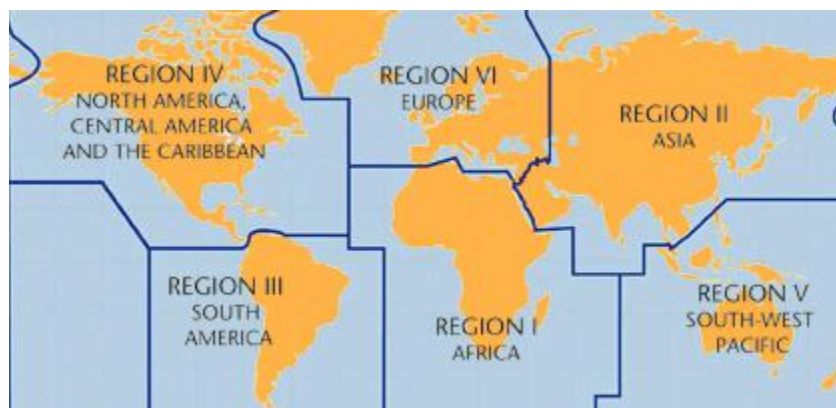 REGION IV
NORTH AMERICA,
CENTRAL AMERICA
AND THE CARIBBEAN
REGION VI
EUROPE
REGION II
ASIA
REGION III
SOUTH
AMERICA
REGION I
AFRICA
REGION V
SOUTH-WEST
PACIFIC